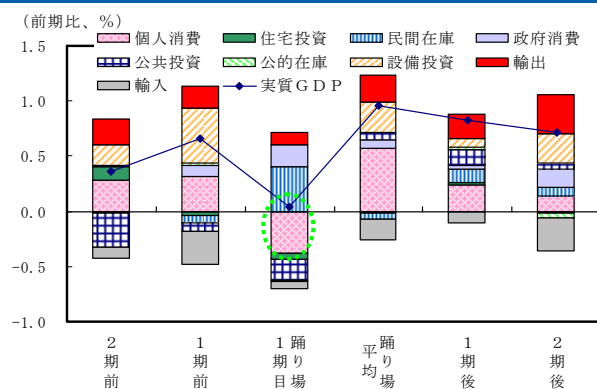 （前期比、%）
個人消費 住宅投資 民間在庫 政府消費
公共投資 公的在庫 設備投資 輸出
輸入 実質GDP
1.5
1.0
0.5
0.0
-0.5
-1.0
2期前
1期前
踊り場
1期目
踊り場
平均
1期後
2期後